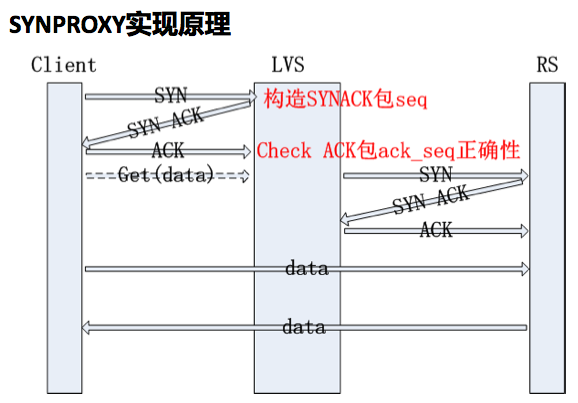 SYNPROXY实现原理
Client LVS RS
SYN 构造SYNACK包seq
SYN ACK
ACK Check ACK包ack_seq正确性
Get(data) SYN
SYN ACK
ACK
data
data